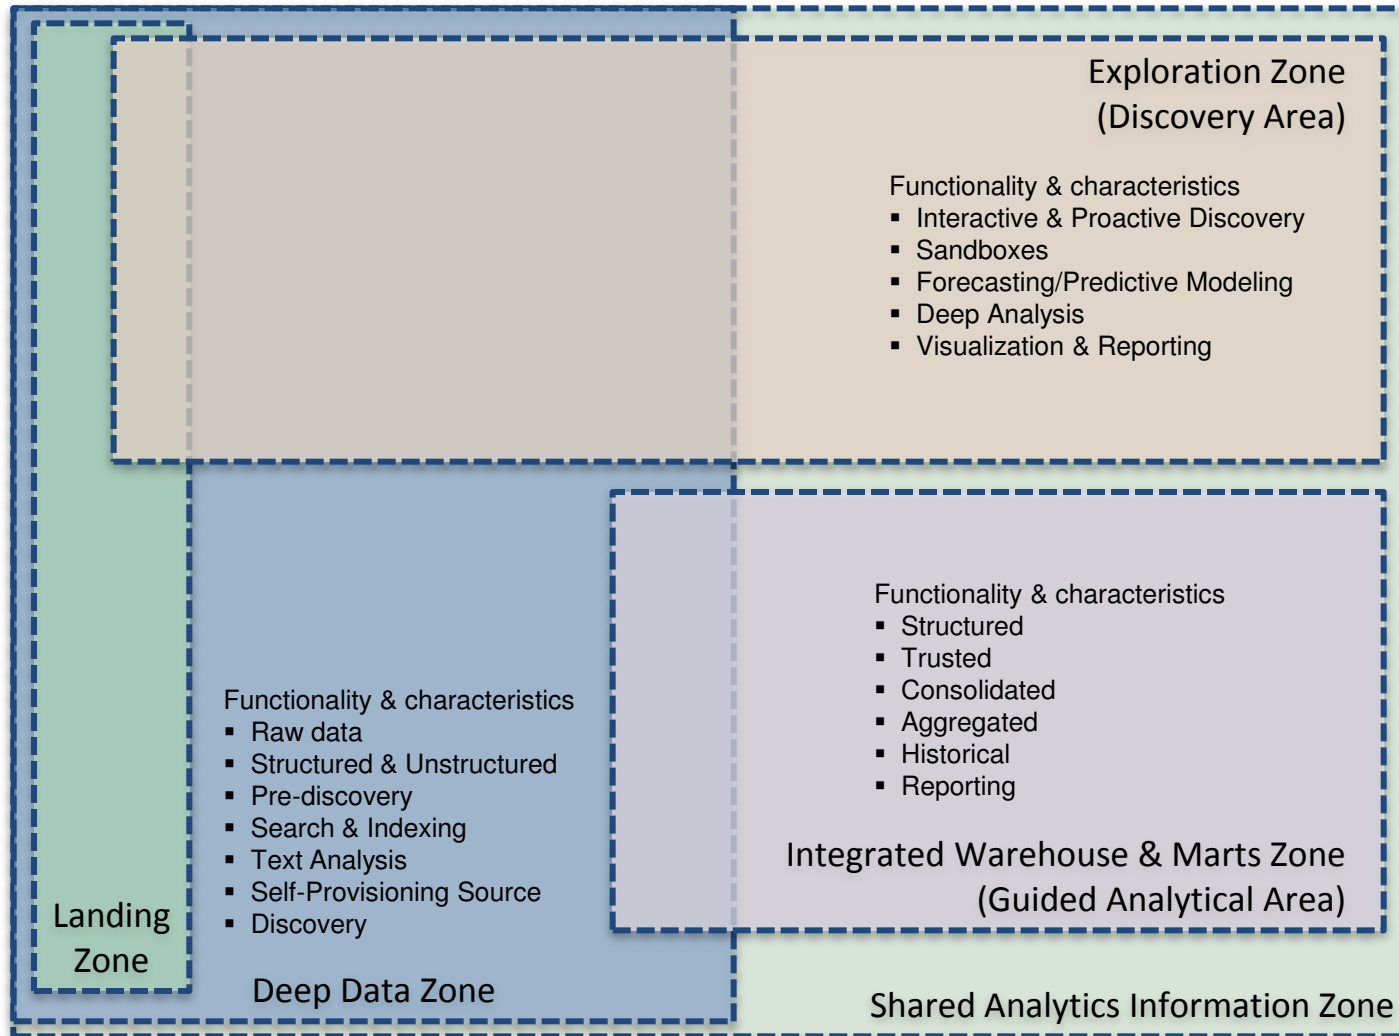 Exploration Zone
(Discovery Area)
Functionality & characteristics
▪ Interactive & Proactive Discovery
▪ Sandboxes
▪ Forecasting/Predictive Modeling
▪ Deep Analysis
▪ Visualization & Reporting
Functionality & characteristics
▪ Structured
▪ Trusted
▪ Consolidated
▪ Aggregated
▪ Historical
▪ Reporting
Integrated Warehouse & Marts Zone
(Guided Analytical Area)
Functionality & characteristics
▪ Raw data
▪ Structured & Unstructured
▪ Pre-discovery
▪ Search & Indexing
▪ Text Analysis
▪ Self-Provisioning Source
▪ Discovery
Landing
Zone
Deep Data Zone
Shared Analytics Information Zone